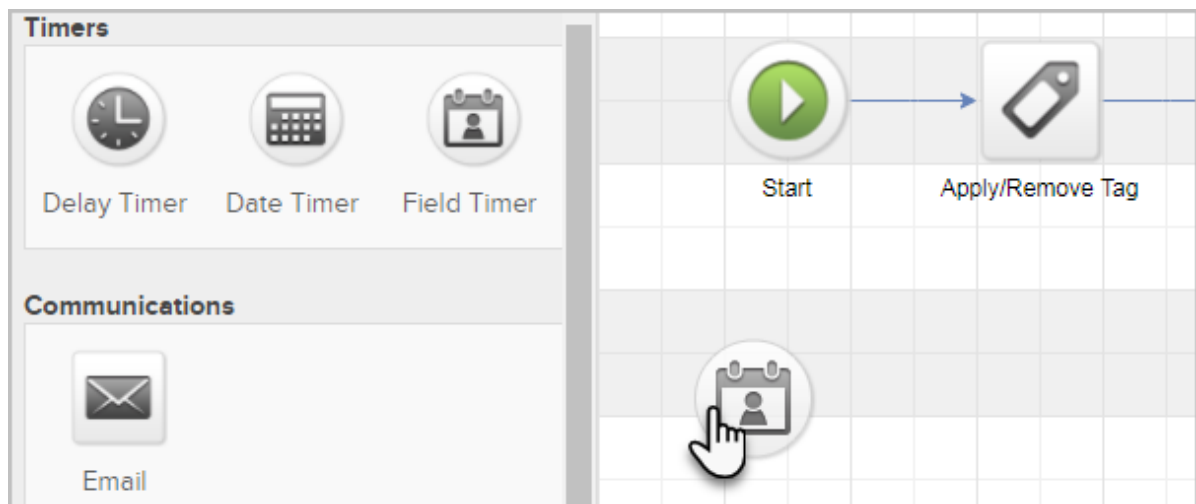 Timers
Delay Timer
Date Timer
Field Timer
Communications
Email
Start
Apply/Remove Tag